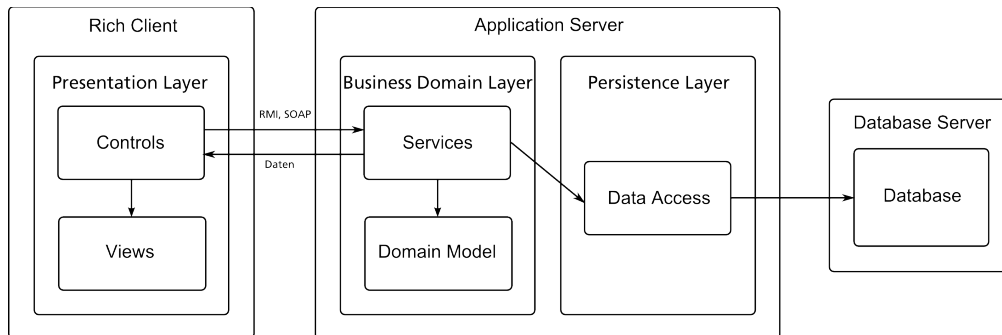 Rich Client
Presentation Layer
Controls
Views
RMI, SOAP
Daten
Application Server
Business Domain Layer
Services
Domain Model
Persistence Layer
Data Access
Database Server
Database